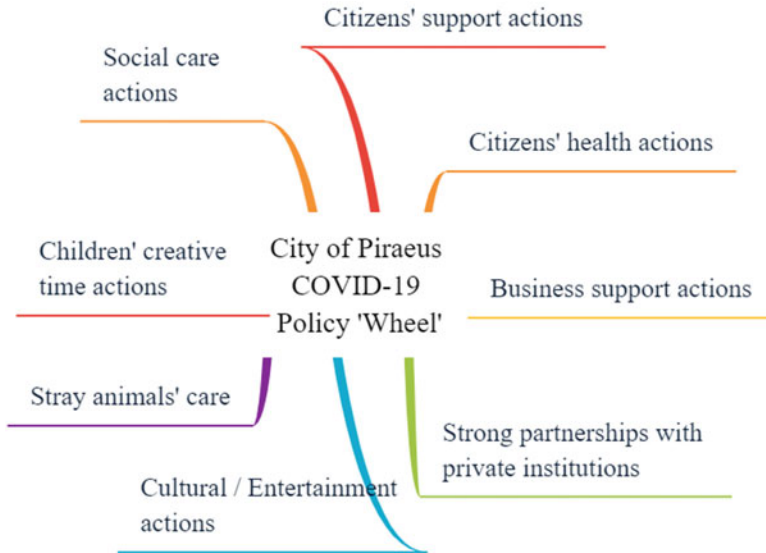 Citizens' support actions
Social care
actions
Citizens' health actions
City of Piraeus
COVID-19
Policy 'Wheel'
Children' creative
time actions
Business support actions
Stray animals' care
Strong partnerships with
private institutions
Cultural / Entertainment
actions